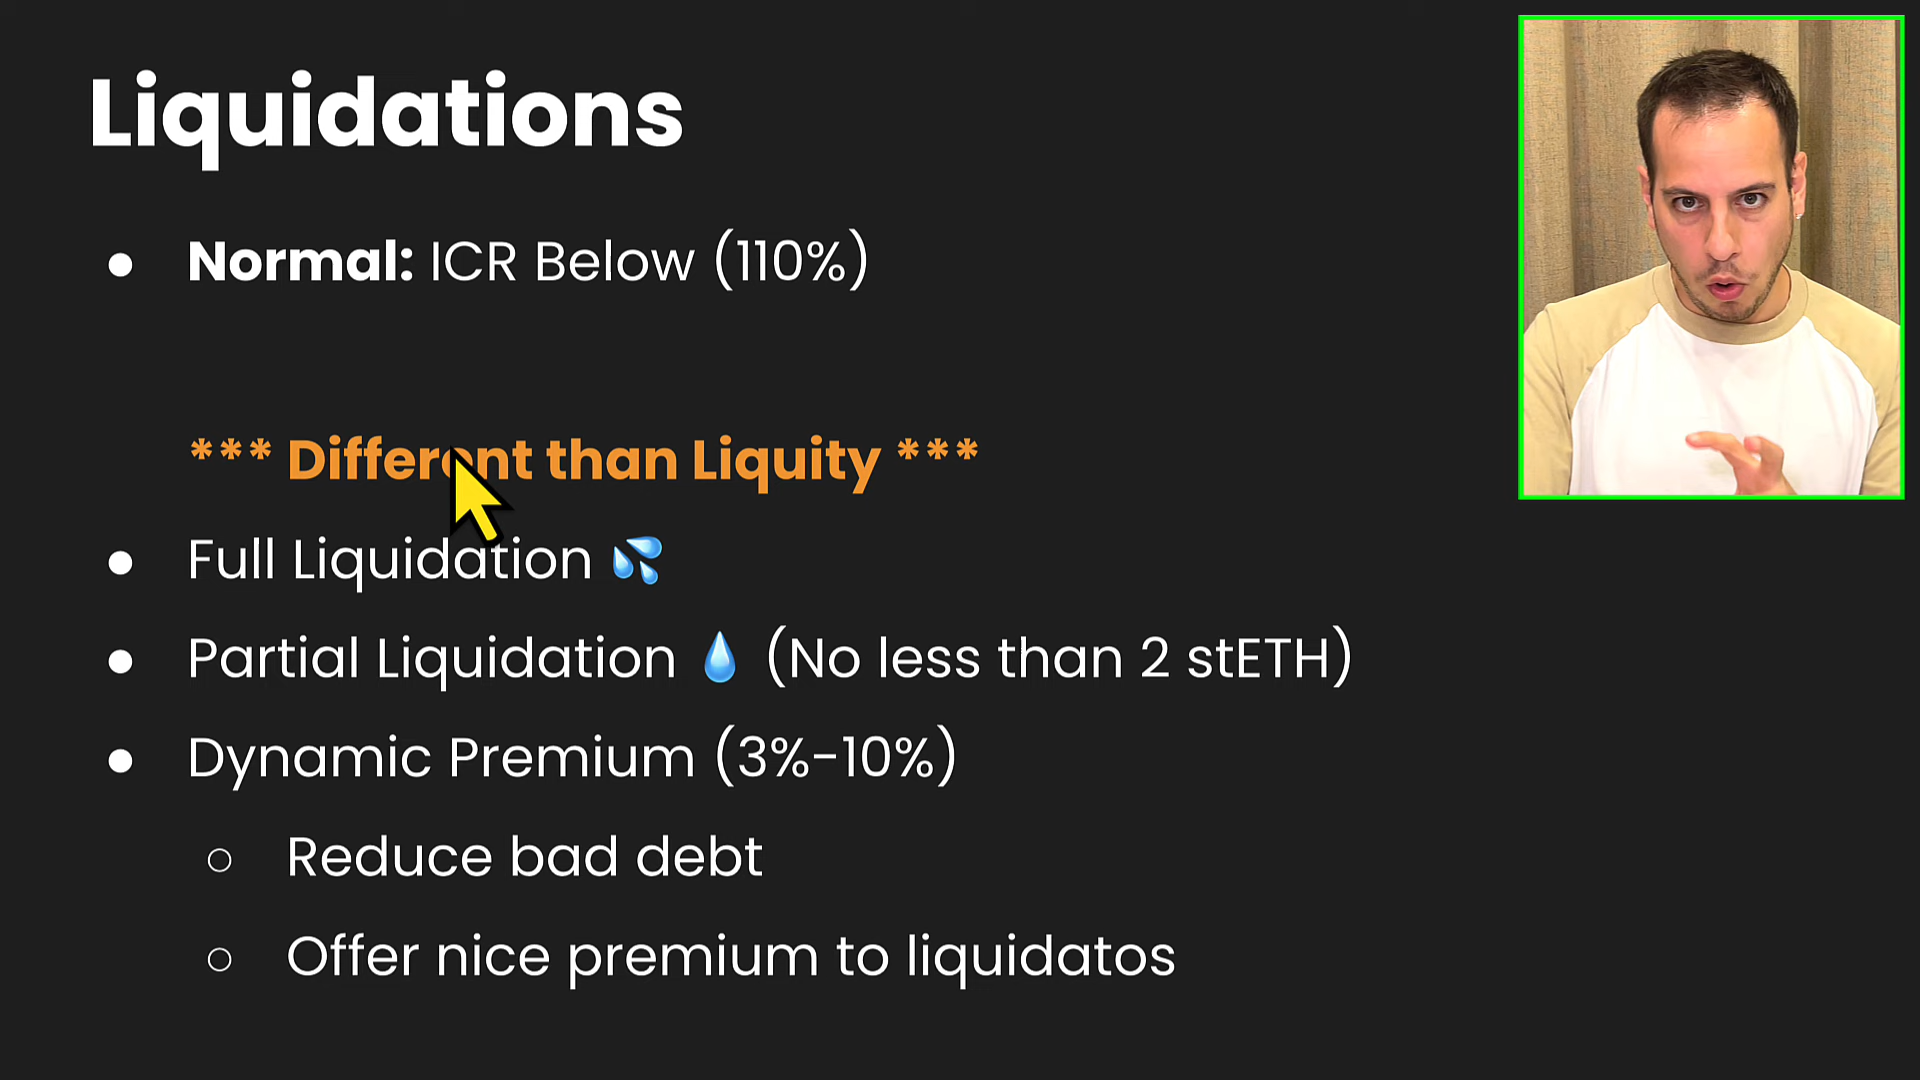 Liquidations
● Normal: ICR Below (110%)
*** Different than Liquity ***
● Full Liquidation 💦
● Partial Liquidation 💧 (No less than 2 stETH)
● Dynamic Premium (3%-10%)
○ Reduce bad debt
○ Offer nice premium to liquidatos